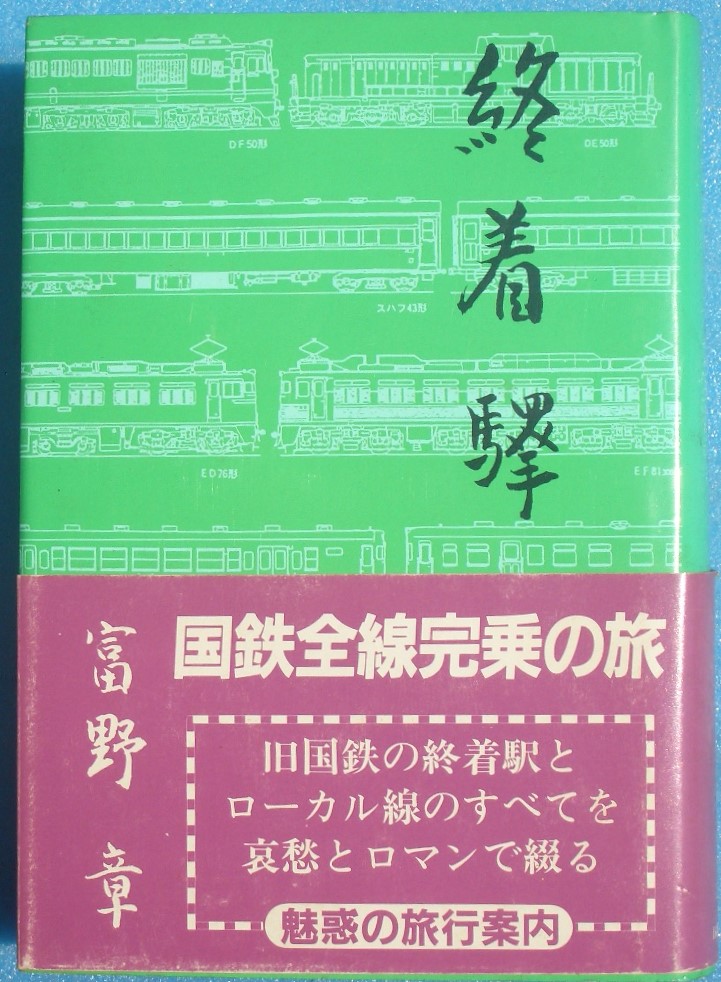 終着驛
DF50形
DE50形
スハフ43形
ED76形
EF81
国鉄全線完乗の旅
富野 章
旧国鉄の終着駅と
ローカル線のすべてを
哀愁とロマンで綴る
魅惑の旅行案内